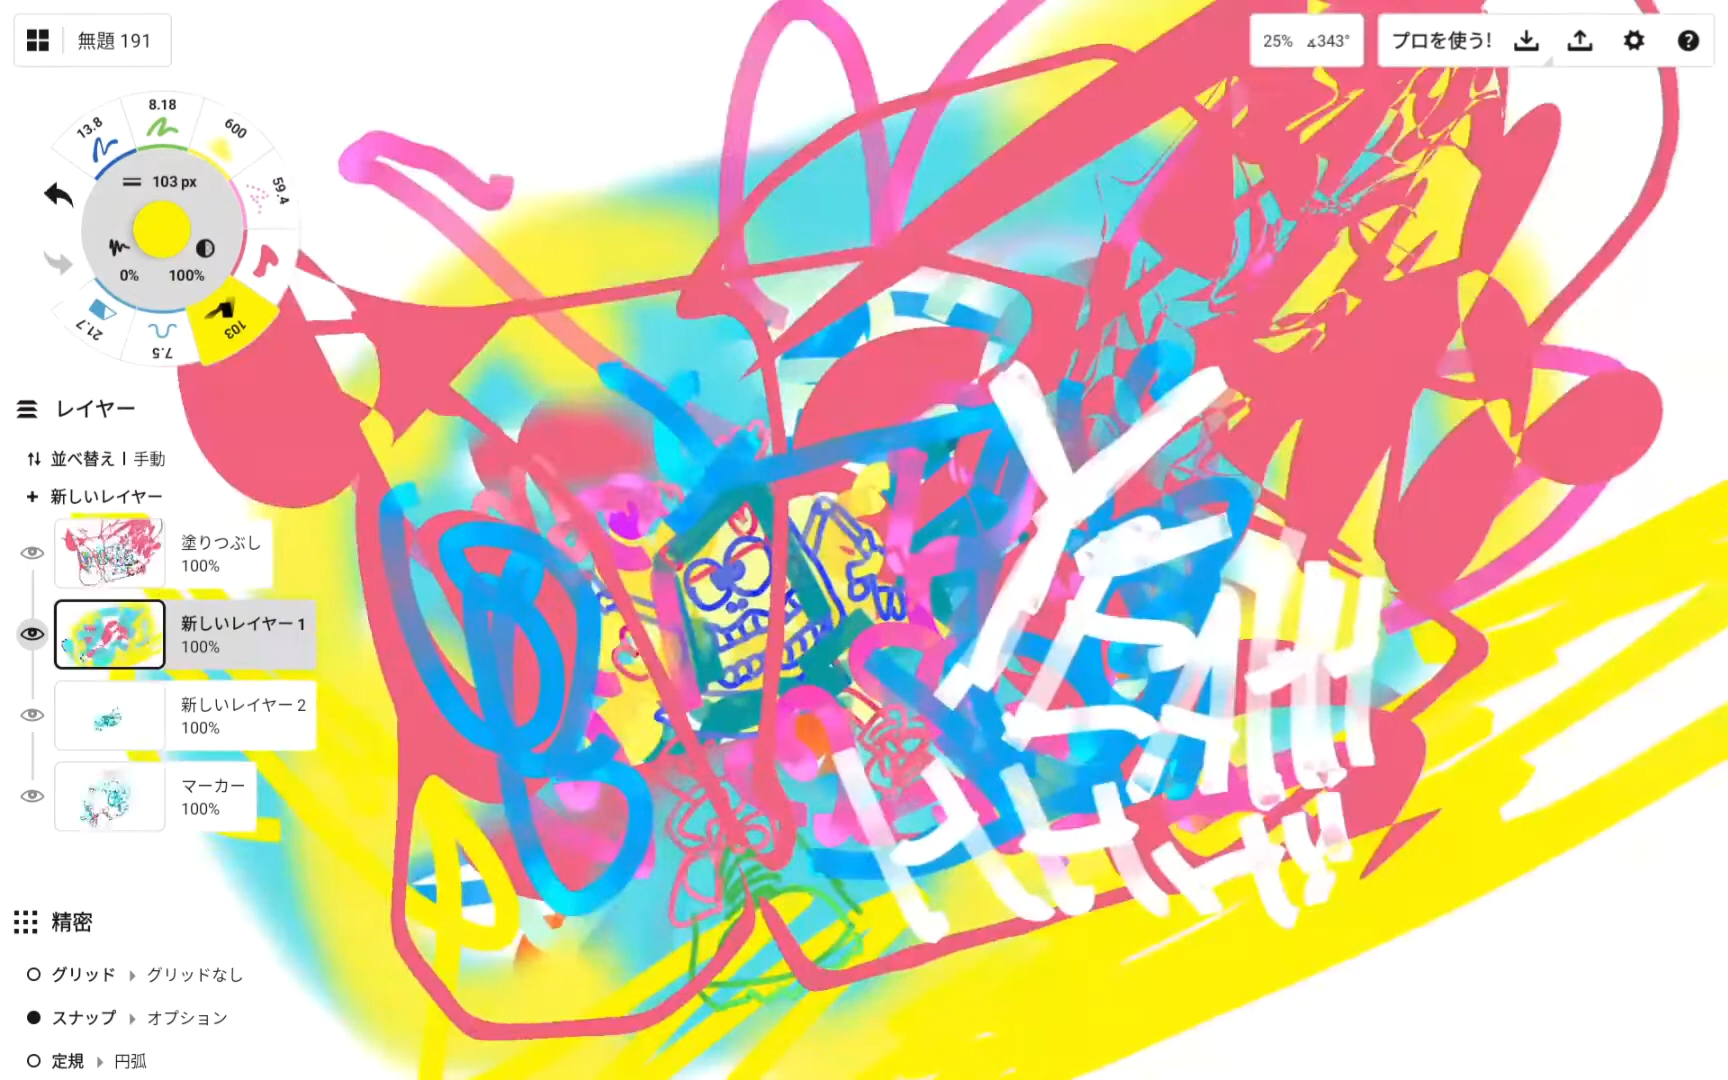 無題 191
25% ∡343°
プロを使う!
13.8
8.18
600
59.4
103
7.5
21.7
103 px
0%
100%
レイヤー
並べ替え | 手動
+ 新しいレイヤー
塗りつぶし
100%
新しいレイヤー 1
100%
新しいレイヤー 2
100%
マーカー
100%
精密
グリッド ▸ グリッドなし
スナップ ▸ オプション
定規 ▸ 円弧
YEAH
HHHH!!